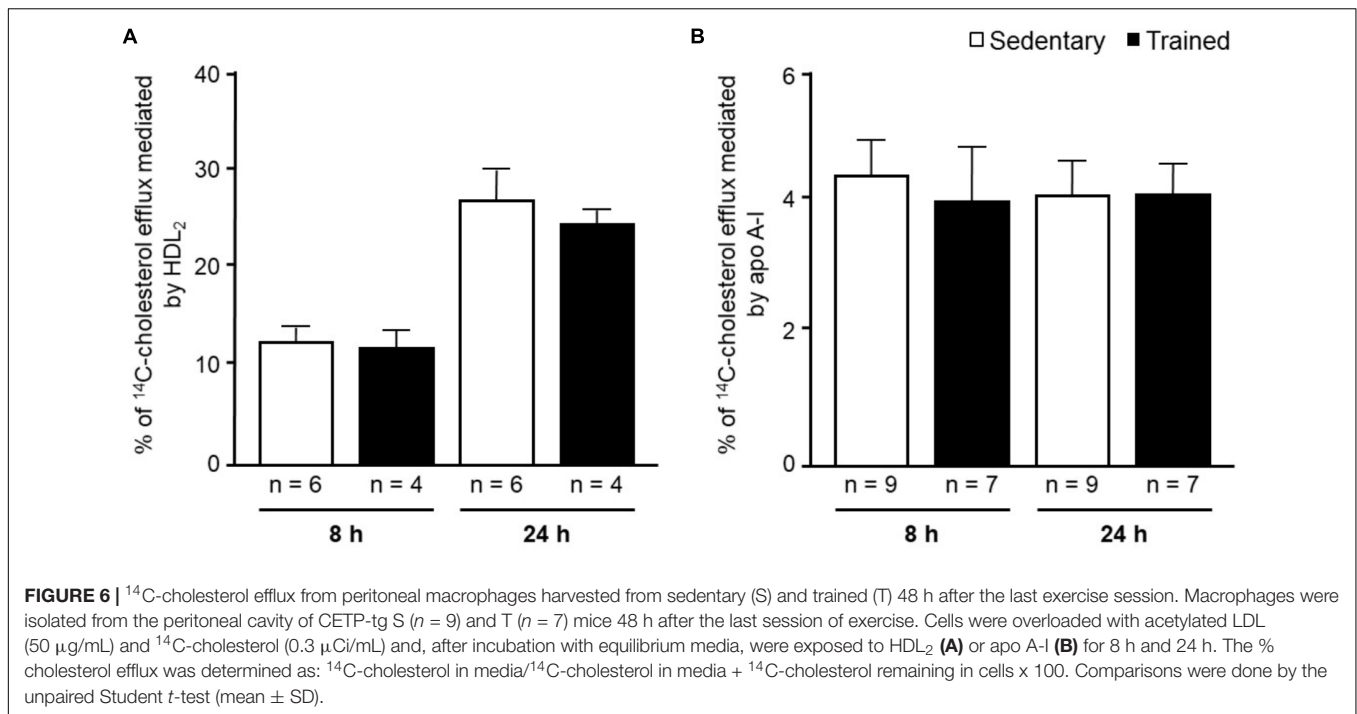 A
B
Sedentary Trained
% of ¹⁴C-cholesterol efflux mediated
by HDL₂
40
30
20
10
0
n = 6 n = 4 n = 6 n = 4
8 h 24 h
% of ¹⁴C-cholesterol efflux mediated
by apo A-I
6
4
2
0
n = 9 n = 7 n = 9 n = 7
8 h 24 h
FIGURE 6 | ¹⁴C-cholesterol efflux from peritoneal macrophages harvested from sedentary (S) and trained (T) 48 h after the last exercise session. Macrophages were
isolated from the peritoneal cavity of CETP-tg S (n = 9) and T (n = 7) mice 48 h after the last session of exercise. Cells were overloaded with acetylated LDL
(50 μg/mL) and ¹⁴C-cholesterol (0.3 μCi/mL) and, after incubation with equilibrium media, were exposed to HDL₂ (A) or apo A-I (B) for 8 h and 24 h. The %
cholesterol efflux was determined as: ¹⁴C-cholesterol in media/¹⁴C-cholesterol in media + ¹⁴C-cholesterol remaining in cells x 100. Comparisons were done by the
unpaired Student t-test (mean ± SD).